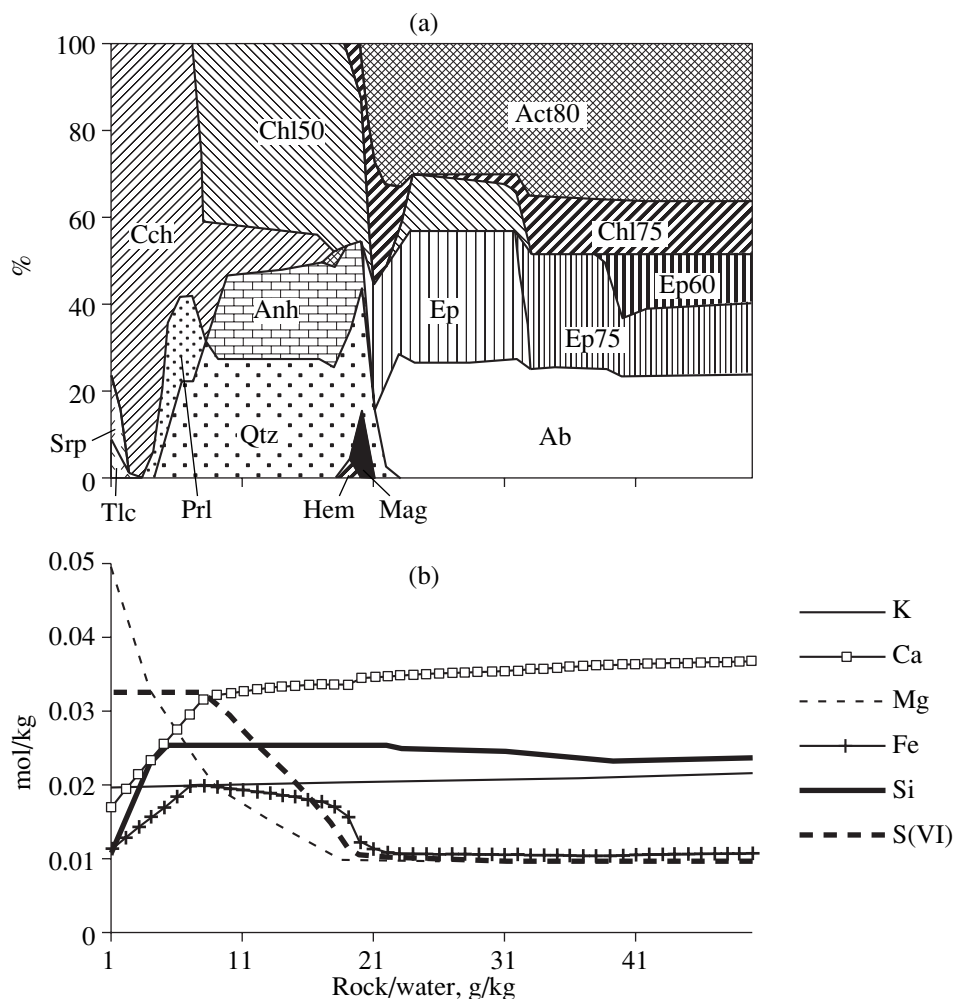 (a)
100
80
60
40
20
0
%
Act80
Chl50
Cch
Chl75
Ep60
Anh
Ep
Ep75
Srp
Qtz
Ab
Tlc
Prl
Hem
Mag
(b)
0.05
0.04
0.03
0.02
0.01
0
mol/kg
K
Ca
Mg
Fe
Si
S(VI)
1
11
21
31
41
Rock/water, g/kg